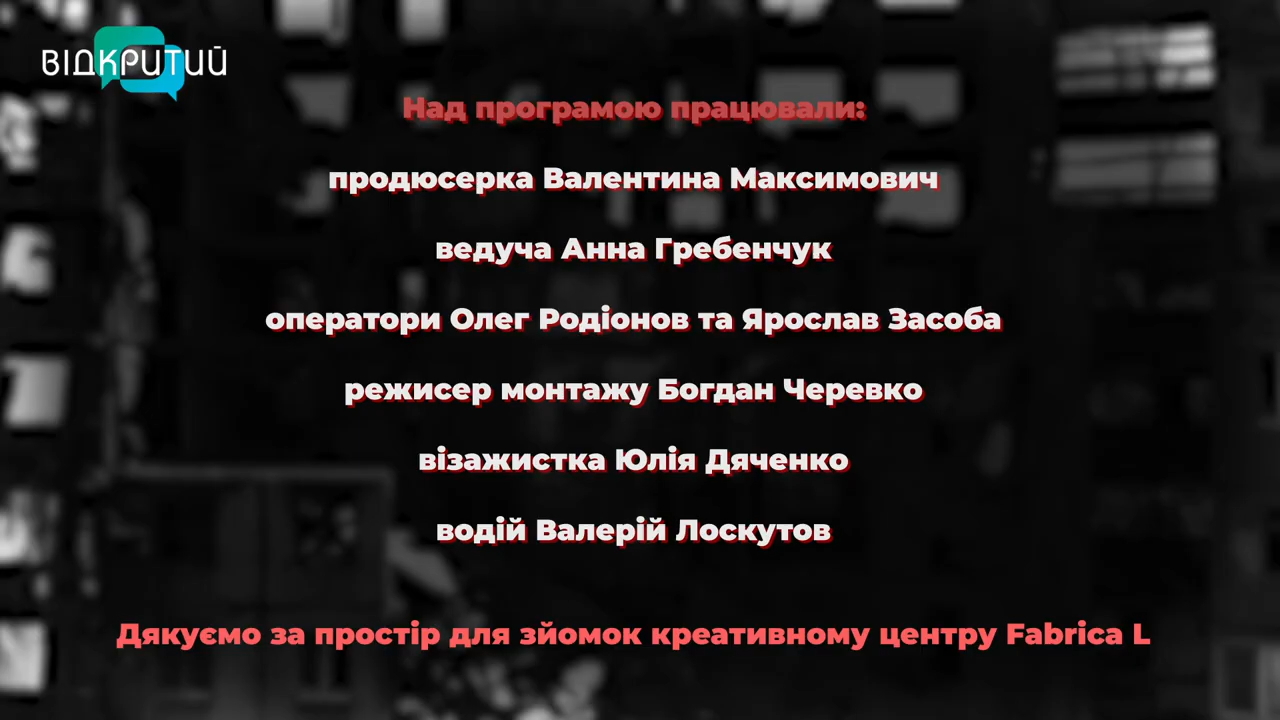 ВІДКРИТИЙ
Над програмою працювали:
продюсерка Валентина Максимович
ведуча Анна Гребенчук
оператори Олег Родіонов та Ярослав Засоба
режисер монтажу Богдан Черевко
візажистка Юлія Дяченко
водій Валерій Лоскутов
Дякуємо за простір для зйомок креативному центру Fabrica L